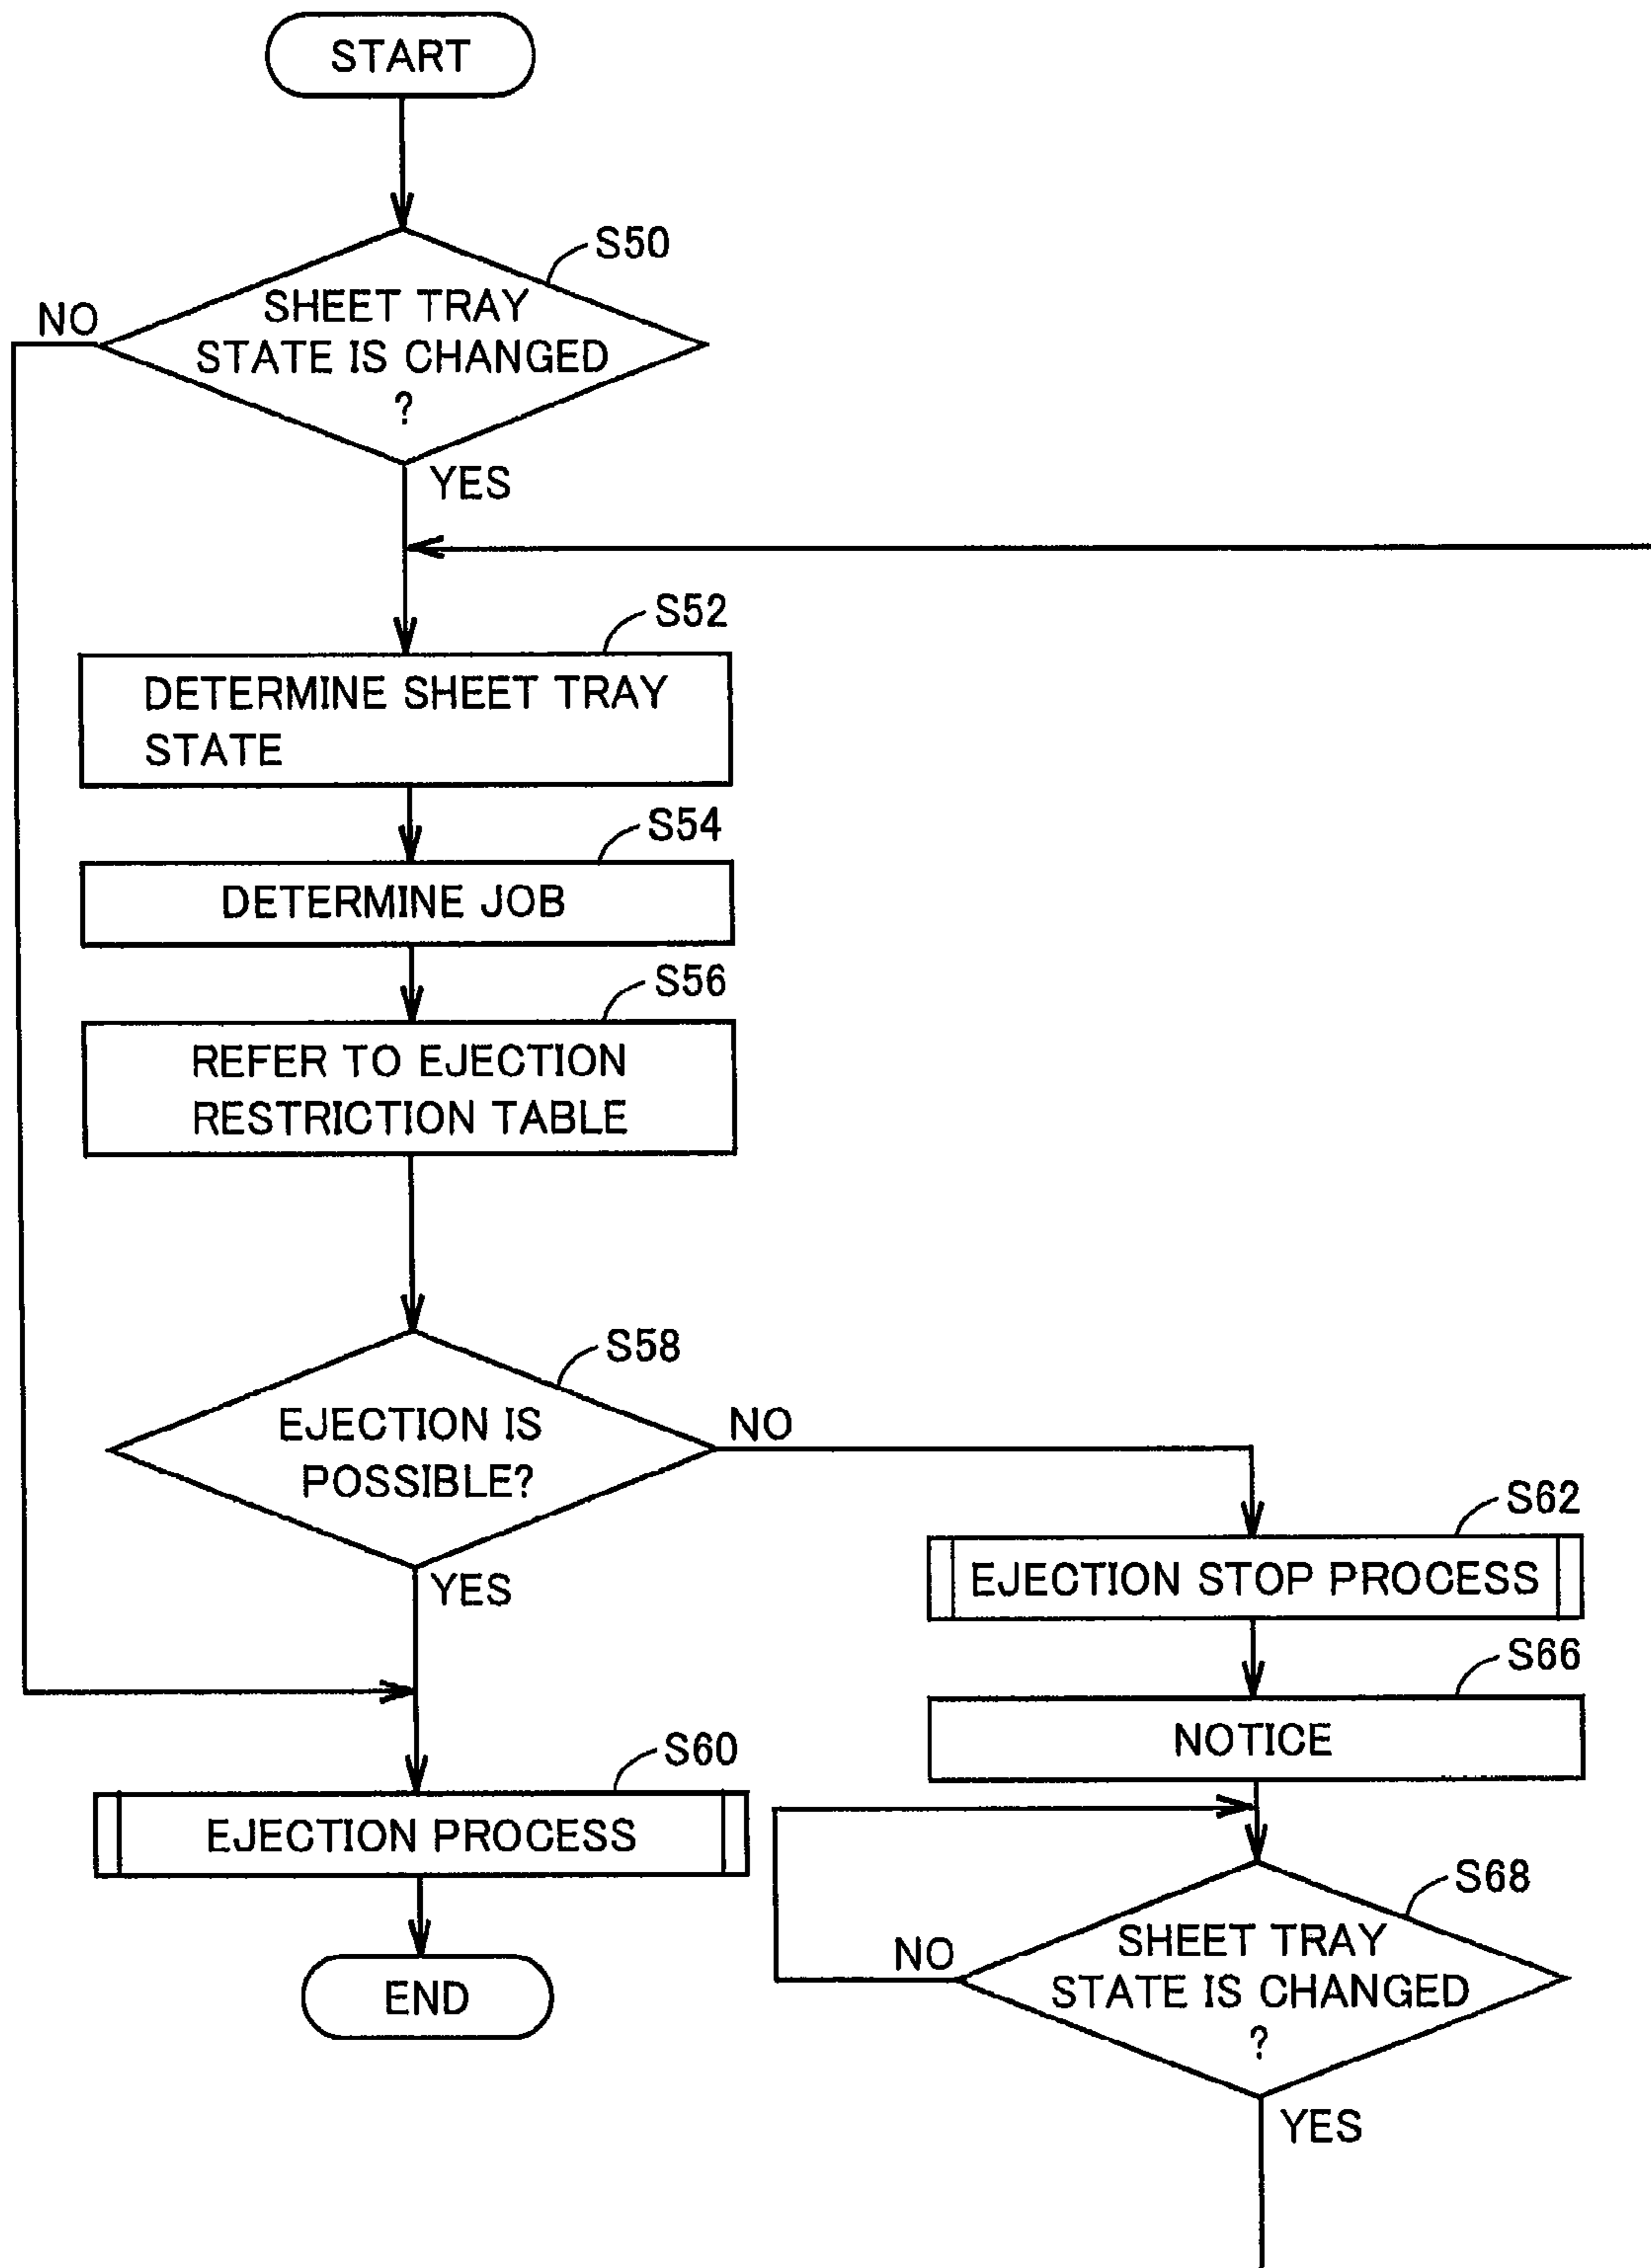 START
S50
NO
SHEET TRAY
STATE IS CHANGED
?
YES
S52
DETERMINE SHEET TRAY
STATE
S54
DETERMINE JOB
S56
REFER TO EJECTION
RESTRICTION TABLE
S58
EJECTION IS
POSSIBLE?
NO
YES
S62
EJECTION STOP PROCESS
S66
NOTICE
S60
EJECTION PROCESS
S68
SHEET TRAY
STATE IS CHANGED
?
NO
YES
END